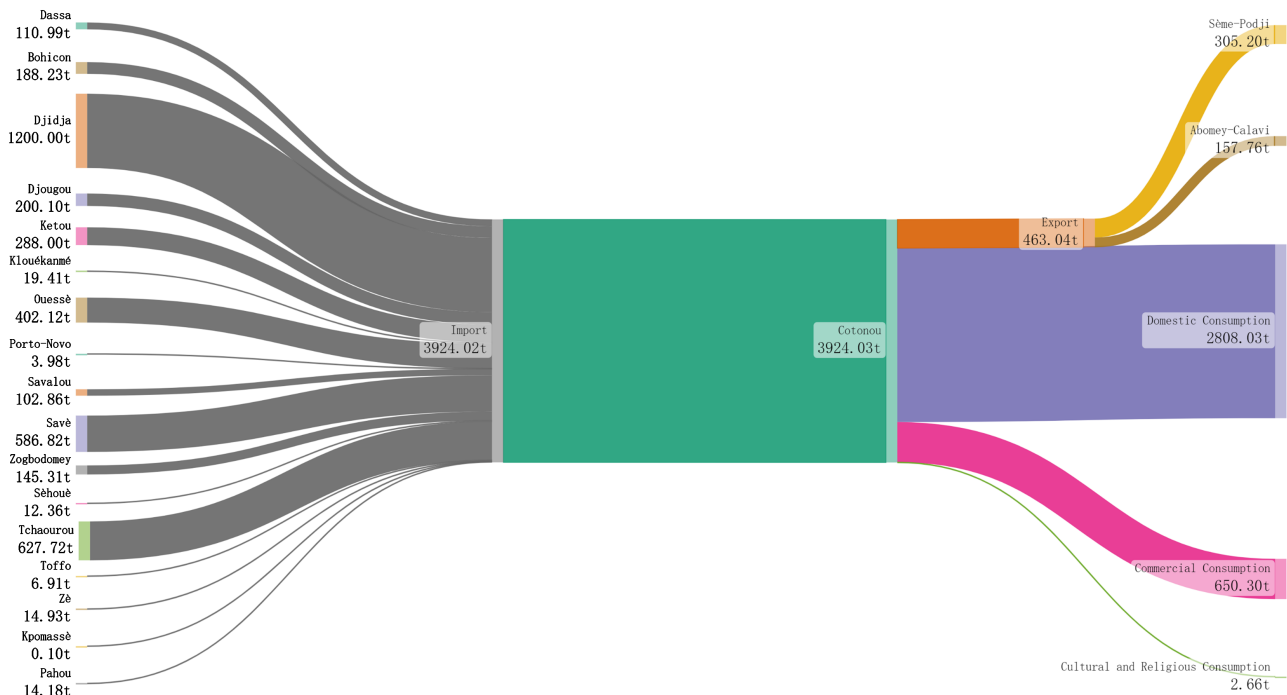 Dassa
110.99t
Bohicon
188.23t
Djidja
1200.00t
Djougou
200.10t
Ketou
288.00t
Klouékanmé
19.41t
Ouessè
402.12t
Porto-Novo
3.98t
Savalou
102.86t
Savè
586.82t
Zogbodomey
145.31t
Sèhouè
12.36t
Tchaourou
627.72t
Toffo
6.91t
Zè
14.93t
Kpomassè
0.10t
Pahou
14.18t
Import
3924.02t
Cotonou
3924.03t
Export
463.04t
Sème-Podji
305.20t
Abomey-Calavi
157.76t
Domestic Consumption
2808.03t
Commercial Consumption
650.30t
Cultural and Religious Consumption
2.66t